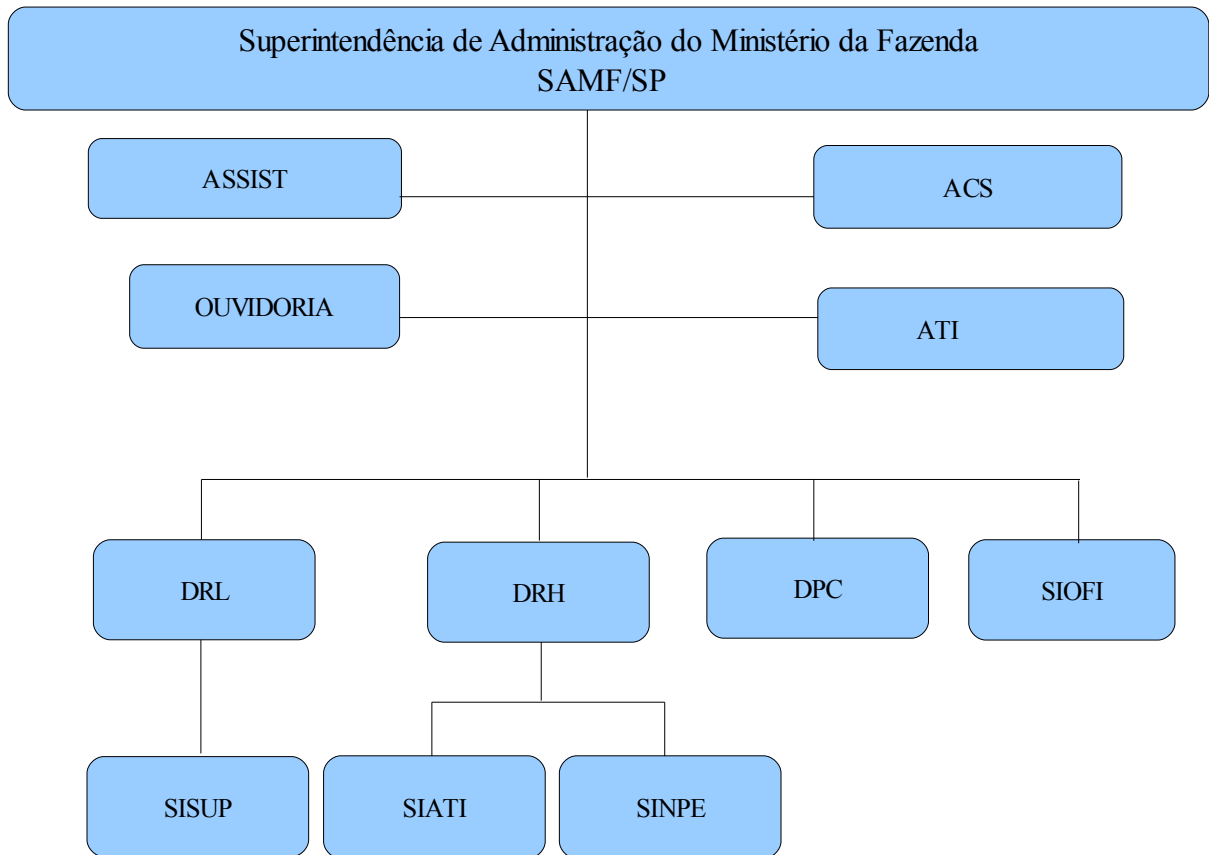 Superintendência de Administração do Ministério da Fazenda
SAMF/SP
ASSIST
ACS
OUVIDORIA
ATI
DRL
DRH
DPC
SIOFI
SISUP
SIATI
SINPE